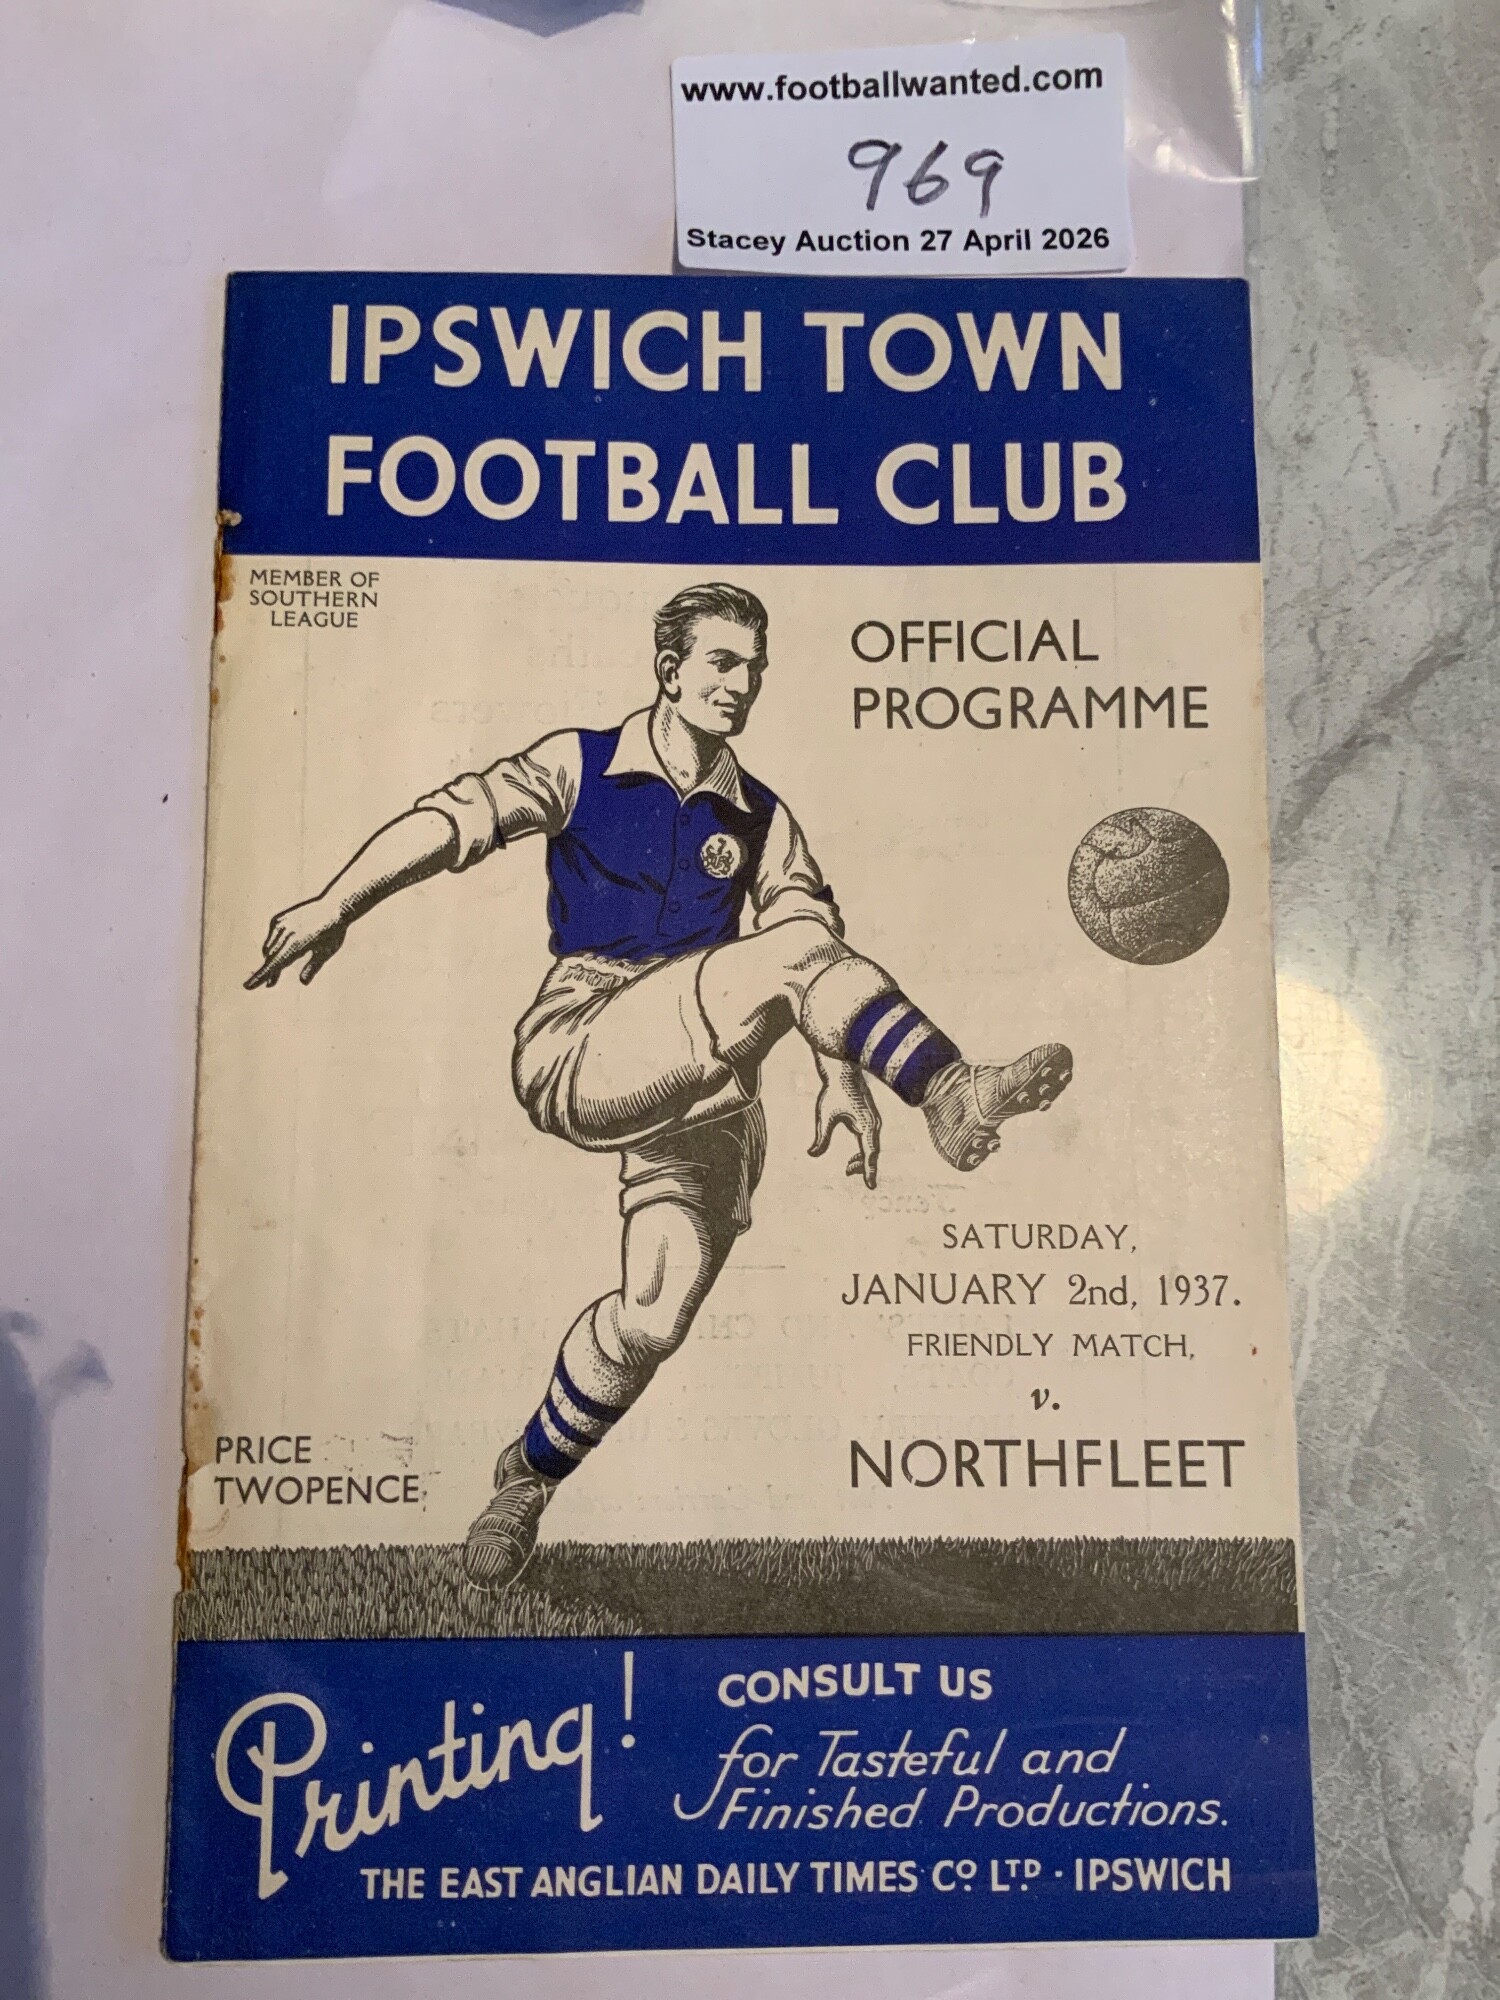 www.footballwanted.com
969
Stacey Auction 27 April 2026
IPSWICH TOWN
FOOTBALL CLUB
MEMBER OF
SOUTHERN
LEAGUE
OFFICIAL
PROGRAMME
SATURDAY,
JANUARY 2nd, 1937.
FRIENDLY MATCH,
v.
NORTHFLEET
PRICE
TWOPENCE
Printing!
CONSULT US
for Tasteful and
Finished Productions.
THE EAST ANGLIAN DAILY TIMES Co LTD · IPSWICH